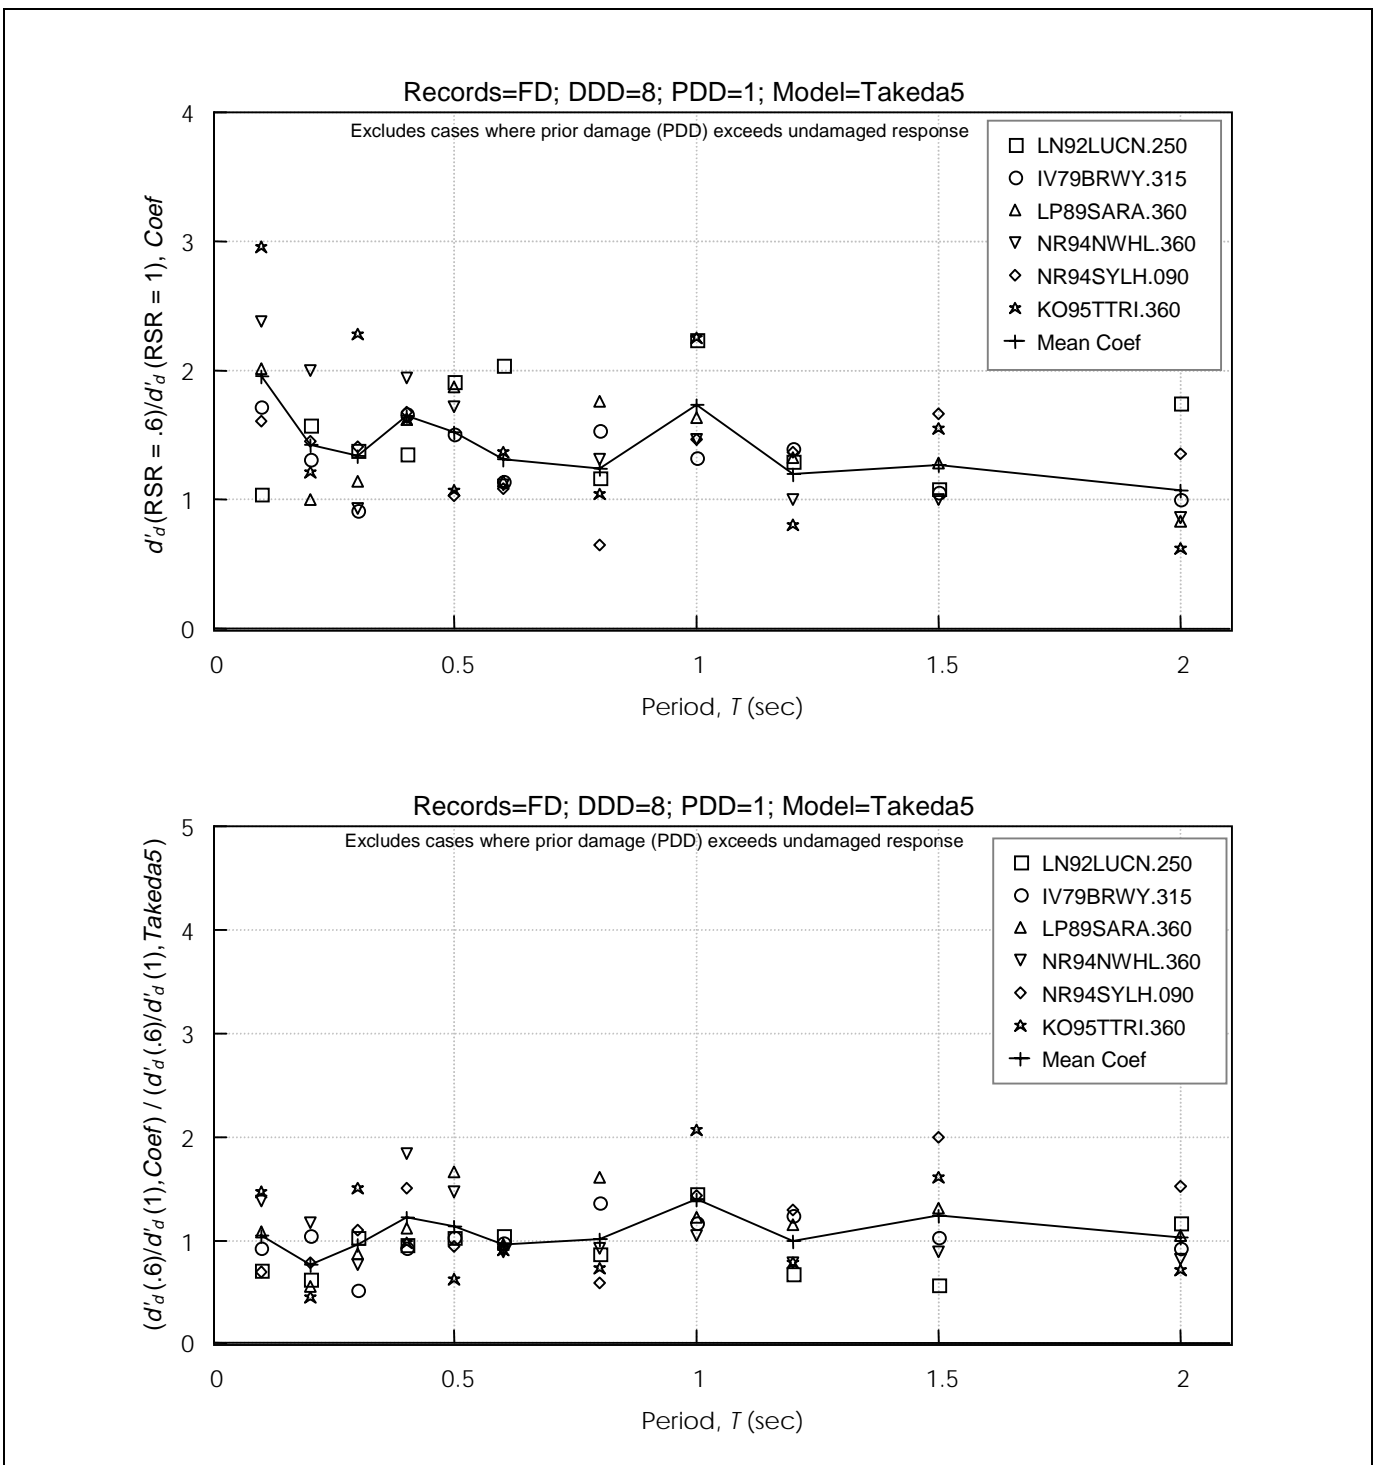 Records=FD; DDD=8; PDD=1; Model=Takeda5
Excludes cases where prior damage (PDD) exceeds undamaged response
d'd (RSR = .6)/d'd (RSR = 1), Coef
4
3
2
1
0
LN92LUCN.250
IV79BRWY.315
LP89SARA.360
NR94NWHL.360
NR94SYLH.090
KO95TTRI.360
Mean Coef
0 0.5 1 1.5 2
Period, T (sec)
Records=FD; DDD=8; PDD=1; Model=Takeda5
Excludes cases where prior damage (PDD) exceeds undamaged response
(d'd (.6)/d'd (1), Coef) / (d'd (.6)/d'd (1), Takeda5)
5
4
3
2
1
0
LN92LUCN.250
IV79BRWY.315
LP89SARA.360
NR94NWHL.360
NR94SYLH.090
KO95TTRI.360
Mean Coef
0 0.5 1 1.5 2
Period, T (sec)